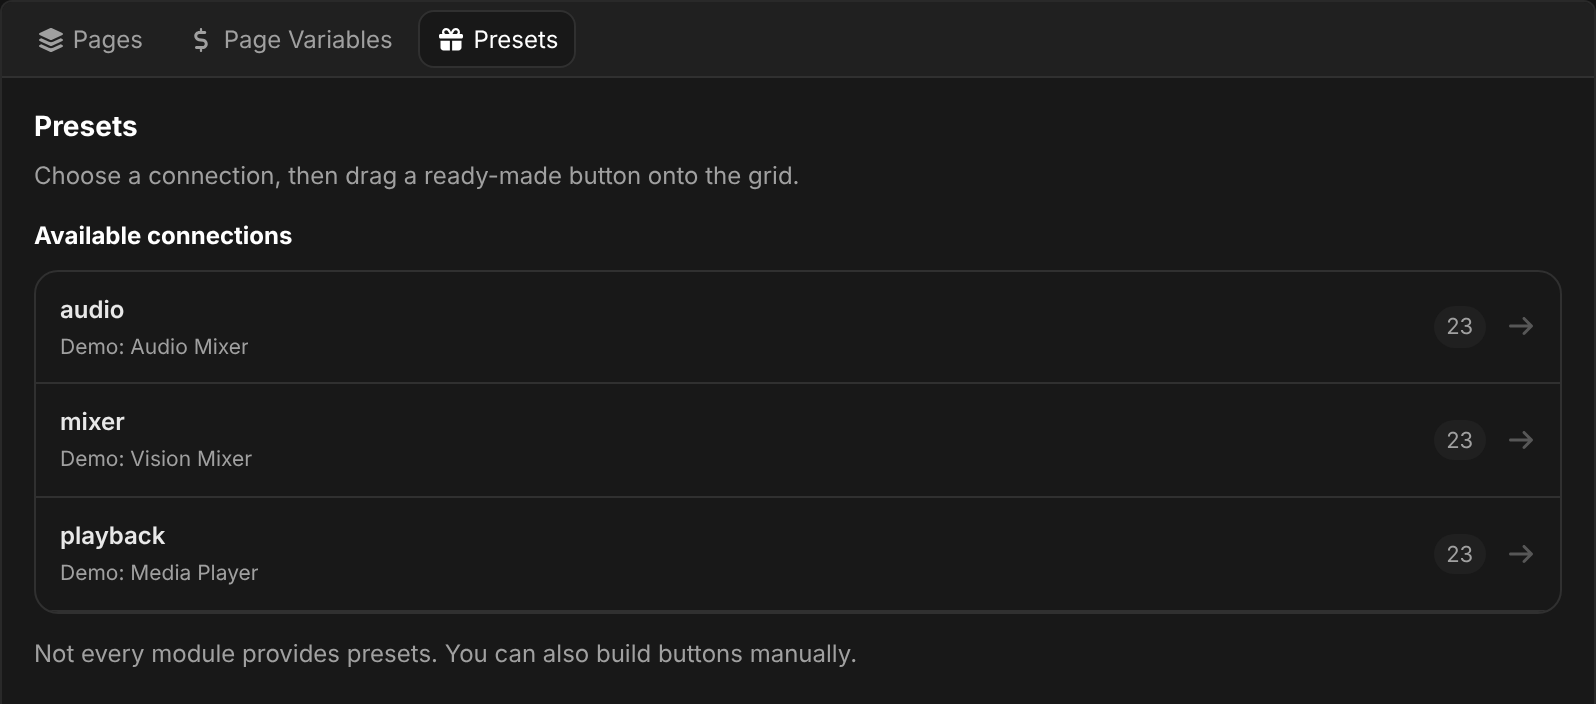 Pages
Page Variables
Presets
Presets
Choose a connection, then drag a ready-made button onto the grid.
Available connections
audio
Demo: Audio Mixer
23
mixer
Demo: Vision Mixer
23
playback
Demo: Media Player
23
Not every module provides presets. You can also build buttons manually.